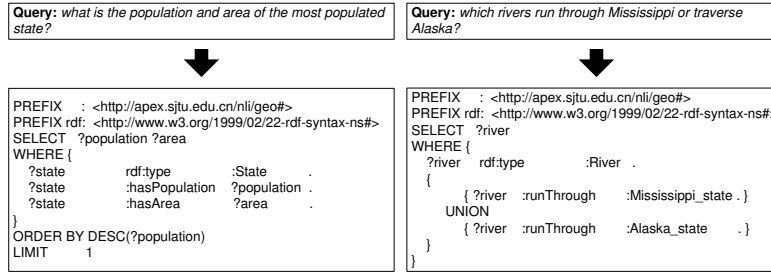 Query: what is the population and area of the most populated
state?
PREFIX : <http://apex.sjtu.edu.cn/nli/geo#>
PREFIX rdf: <http://www.w3.org/1999/02/22-rdf-syntax-ns#>
SELECT ?population ?area
WHERE {
?state rdf:type :State .
?state :hasPopulation ?population .
?state :hasArea ?area .
}
ORDER BY DESC(?population)
LIMIT 1
Query: which rivers run through Mississippi or traverse
Alaska?
PREFIX : <http://apex.sjtu.edu.cn/nli/geo#>
PREFIX rdf: <http://www.w3.org/1999/02/22-rdf-syntax-ns#
SELECT ?river
WHERE {
?river rdf:type :River .
{
{ ?river :runThrough :Mississippi_state . }
UNION
{ ?river :runThrough :Alaska_state . }
}
}